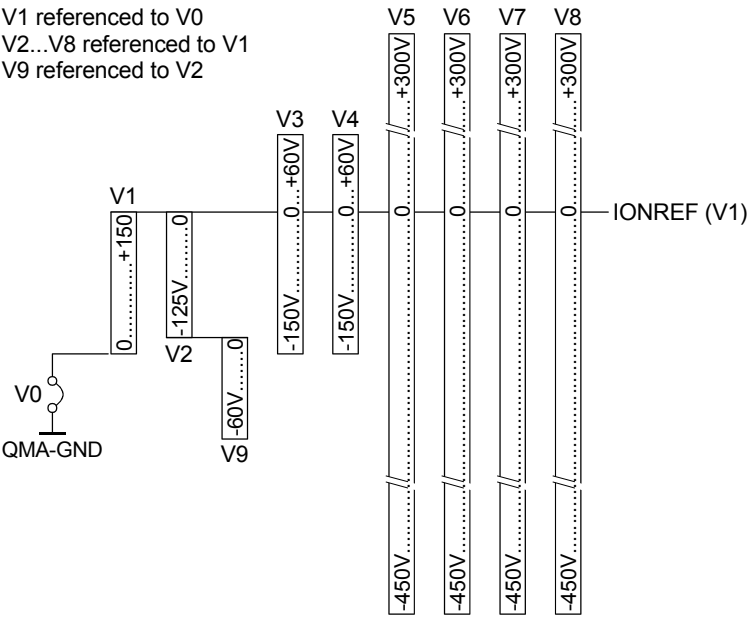 V1 referenced to V0
V2...V8 referenced to V1
V9 referenced to V2
V5 V6 V7 V8
-450V......//......0......//......+300V
-450V......//......0......//......+300V
-450V......//......0......//......+300V
-450V......//......0......//......+300V
V3 V4
-150V.........0...+60V
-150V.........0...+60V
V1
0............+150
-125V.........0
V2
-60V......0
V9
IONREF (V1)
V0
QMA-GND